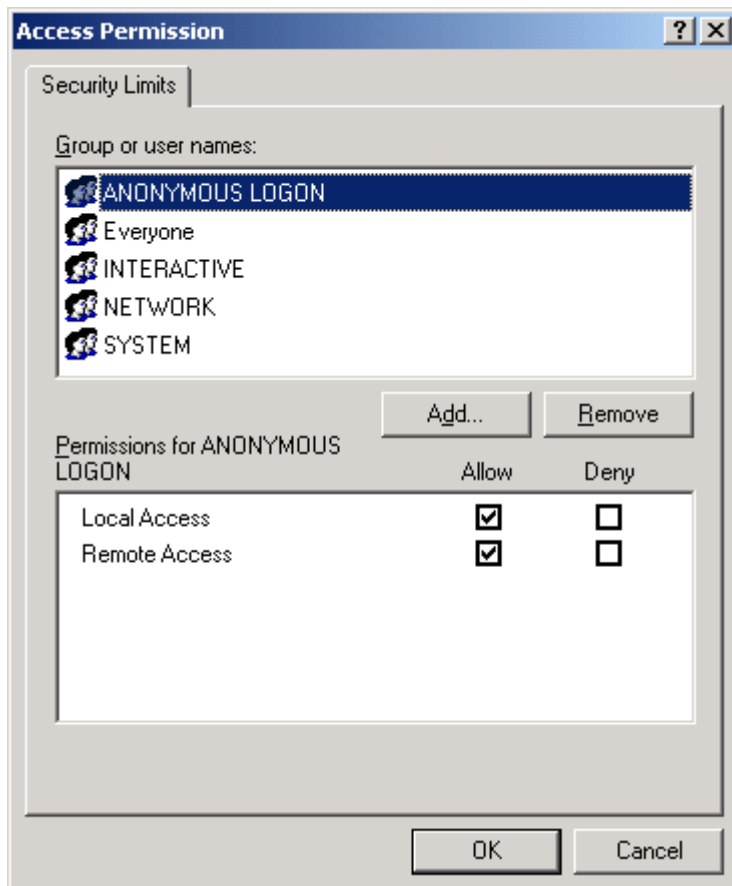 Access Permission
Security Limits
Group or user names:
ANONYMOUS LOGON
Everyone
INTERACTIVE
NETWORK
SYSTEM
Add... Remove
Permissions for ANONYMOUS
LOGON Allow Deny
Local Access
Remote Access
OK Cancel